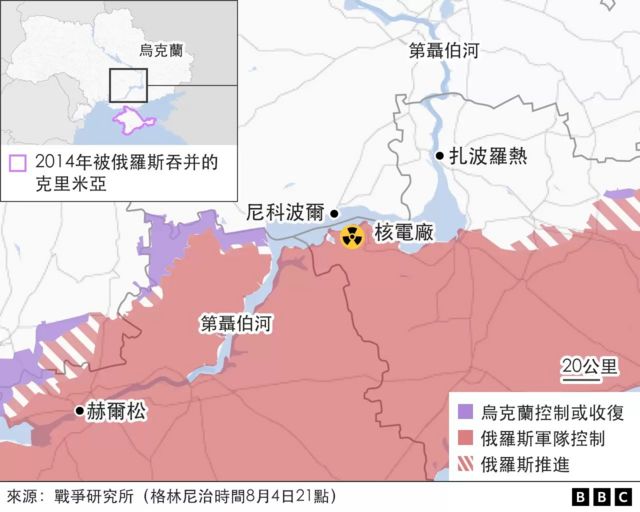 烏克蘭
2014年被俄羅斯吞并的
克里米亞
第聶伯河
扎波羅熱
尼科波爾
核電廠
第聶伯河
20公里
赫爾松
烏克蘭控制或收復
俄羅斯軍隊控制
俄羅斯推進
來源：戰爭研究所（格林尼治時間8月4日21點）
BBC